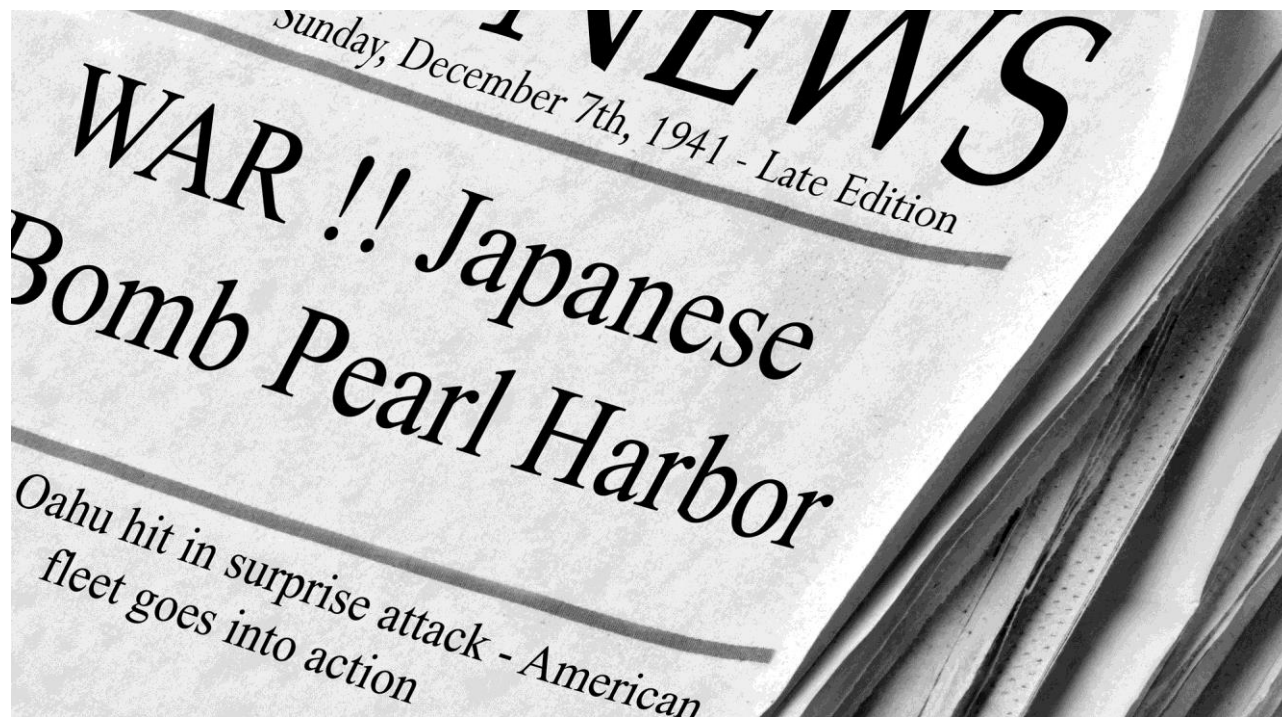 NEWS
Sunday, December 7th, 1941 - Late Edition
WAR !! Japanese
Bomb Pearl Harbor
Oahu hit in surprise attack - American
fleet goes into action